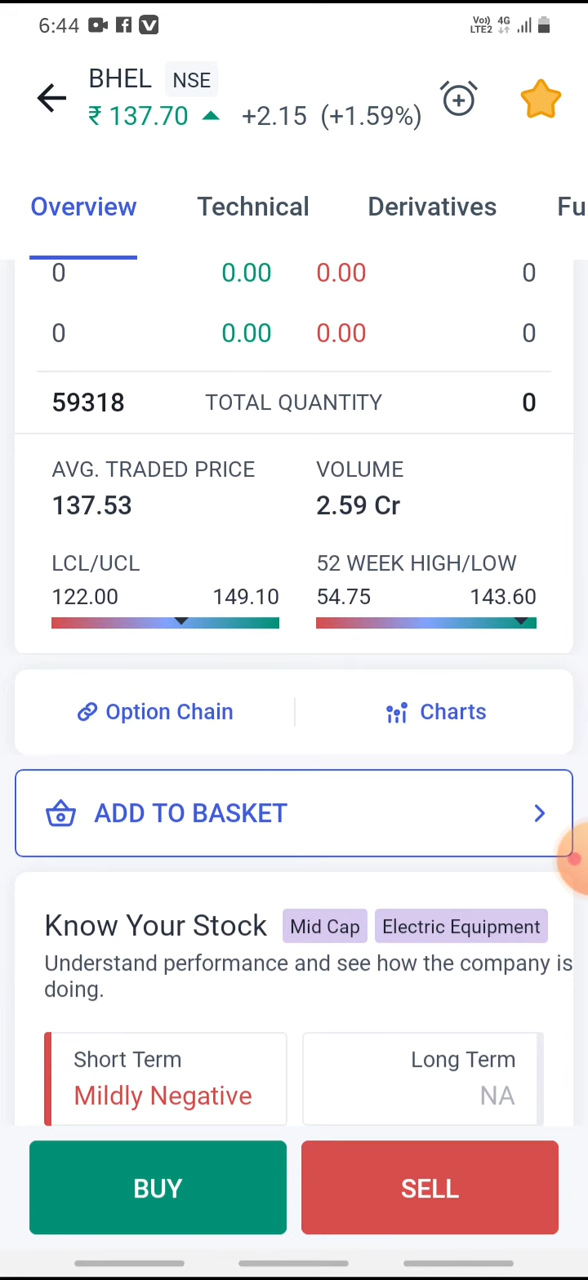 6:44
Vo) 4G
LTE2
BHEL NSE
₹ 137.70 +2.15 (+1.59%)
Overview Technical Derivatives Fu
0 0.00 0.00 0
0 0.00 0.00 0
59318 TOTAL QUANTITY 0
AVG. TRADED PRICE VOLUME
137.53 2.59 Cr
LCL/UCL 52 WEEK HIGH/LOW
122.00 149.10 54.75 143.60
Option Chain Charts
ADD TO BASKET
Know Your Stock Mid Cap Electric Equipment
Understand performance and see how the company is
doing.
Short Term Long Term
Mildly Negative NA
BUY SELL